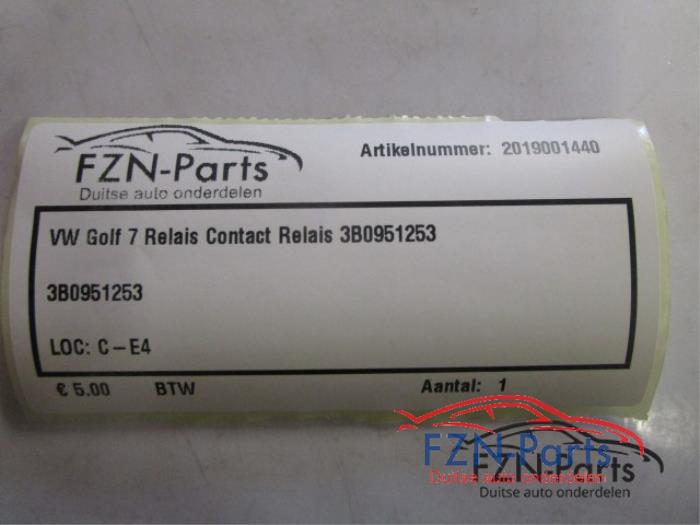 FZN-Parts
Duitse auto onderdelen
Artikelnummer: 2019001440
VW Golf 7 Relais Contact Relais 3B0951253
3B0951253
LOC: C-E4
€ 5.00 BTW Aantal: 1
FZN-Parts
Duitse auto onderdelen
FZN-Parts
Duitse auto onderdelen